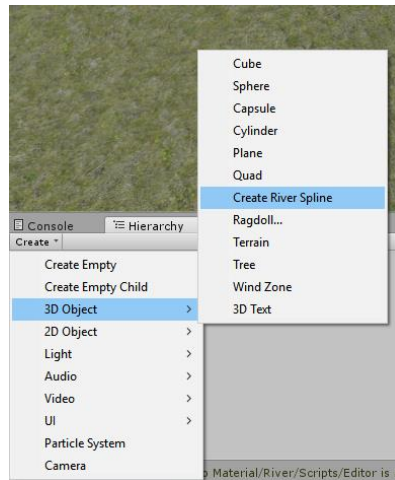 Cube
Sphere
Capsule
Cylinder
Plane
Quad
Create River Spline
Ragdoll...
Terrain
Tree
Wind Zone
3D Text
Console Hierarchy
Create
Create Empty
Create Empty Child
3D Object >
2D Object >
Light >
Audio >
Video >
UI >
Particle System
Camera
Material/River/Scripts/Editor is